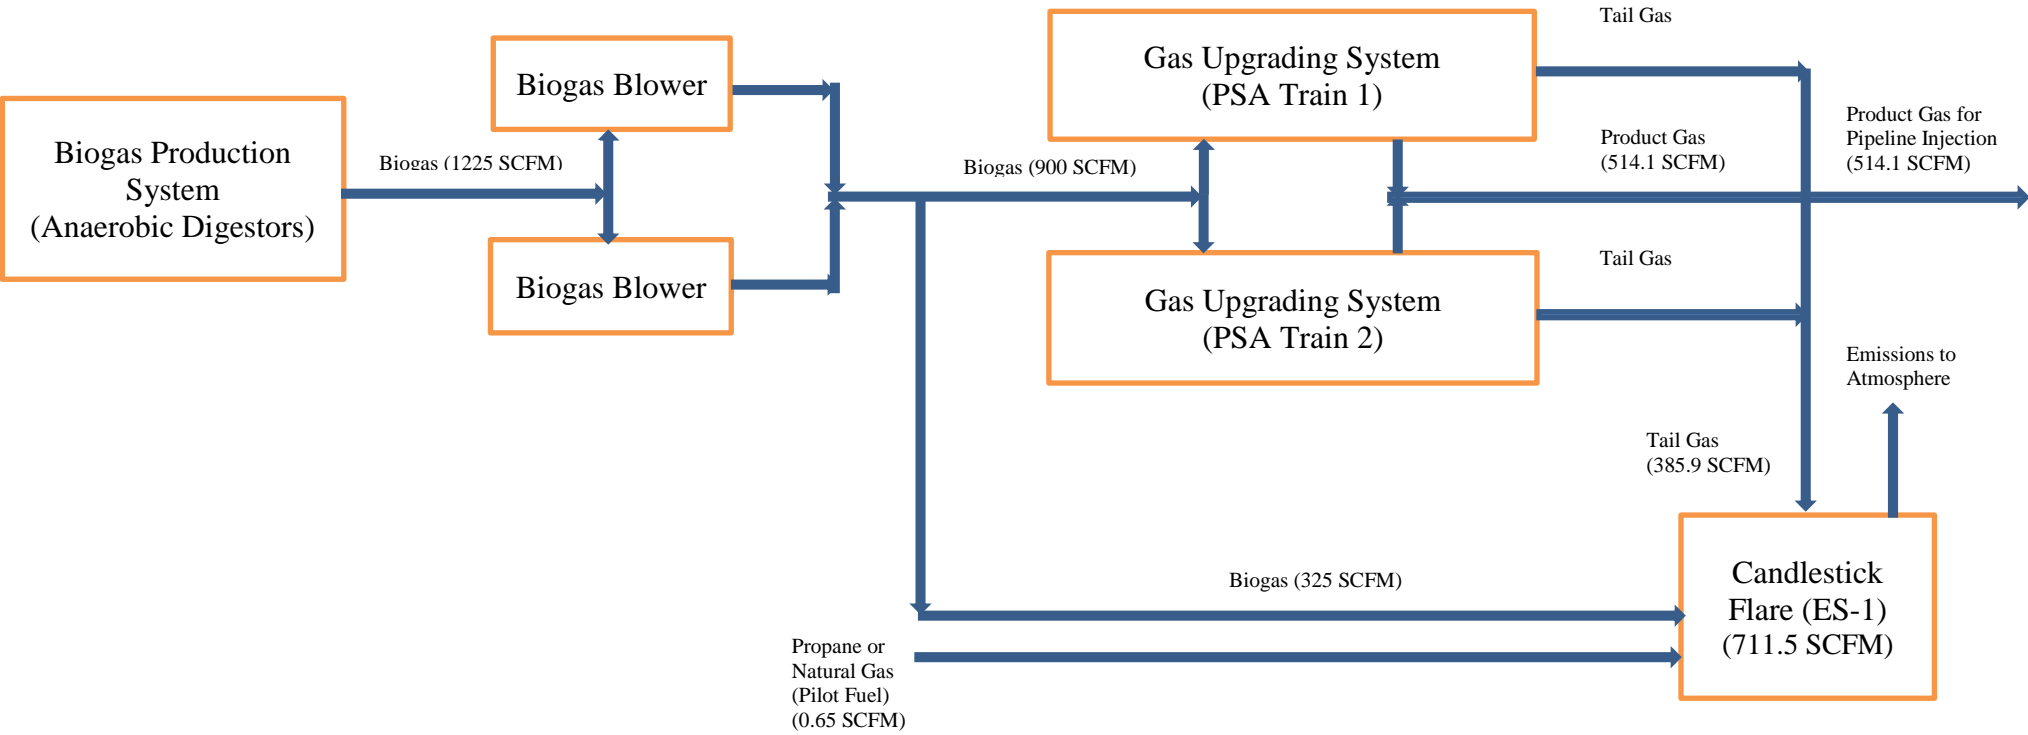 Biogas Production
System
(Anaerobic Digestors)
Biogas (1225 SCFM)
Biogas Blower
Biogas Blower
Biogas (900 SCFM)
Gas Upgrading System
(PSA Train 1)
Gas Upgrading System
(PSA Train 2)
Tail Gas
Product Gas
(514.1 SCFM)
Product Gas for
Pipeline Injection
(514.1 SCFM)
Tail Gas
Emissions to
Atmosphere
Tail Gas
(385.9 SCFM)
Biogas (325 SCFM)
Candlestick
Flare (ES-1)
(711.5 SCFM)
Propane or
Natural Gas
(Pilot Fuel)
(0.65 SCFM)